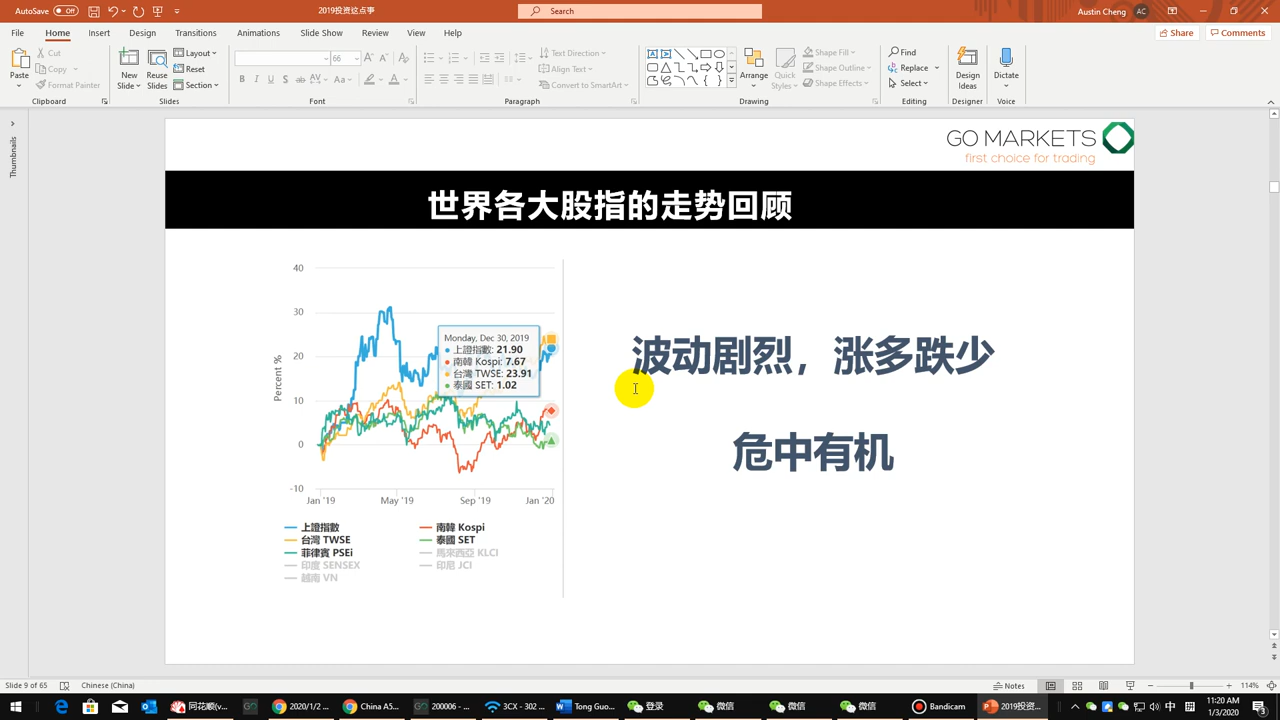 AutoSave Off
2019投资这点事
Search
Austin Cheng AC
File Home Insert Design Transitions Animations Slide Show Review View Help
Share Comments
Paste
Cut
Copy
Format Painter
Clipboard
New Slide
Reuse Slides
Layout
Reset
Section
Slides
66
Font
Text Direction
Align Text
Convert to SmartArt
Paragraph
Arrange
Quick Styles
Shape Fill
Shape Outline
Shape Effects
Drawing
Find
Replace
Select
Editing
Design Ideas
Designer
Dictate
Voice
Thumbnails
GO MARKETS
first choice for trading
世界各大股指的走势回顾
40
30
20
10
0
-10
Percent %
Monday, Dec 30, 2019
上證指數: 21.90
南韓 Kospi: 7.67
台灣 TWSE: 23.91
泰國 SET: 1.02
Jan '19 May '19 Sep '19 Jan '20
上證指數 南韓 Kospi
台灣 TWSE 泰國 SET
菲律賓 PSEi 馬來西亞 KLCI
印度 SENSEX 印尼 JCI
越南 VN
波动剧烈，涨多跌少
危中有机
Slide 9 of 65 Chinese (China)
Notes 114%
同花顺(v... 2020/1/2 ... China A5... 200006 - ... 3CX - 302 ... Tong Guo... 登录 微信 微信 微信 Bandicam 2019投资...
中
11:20 AM
1/3/2020